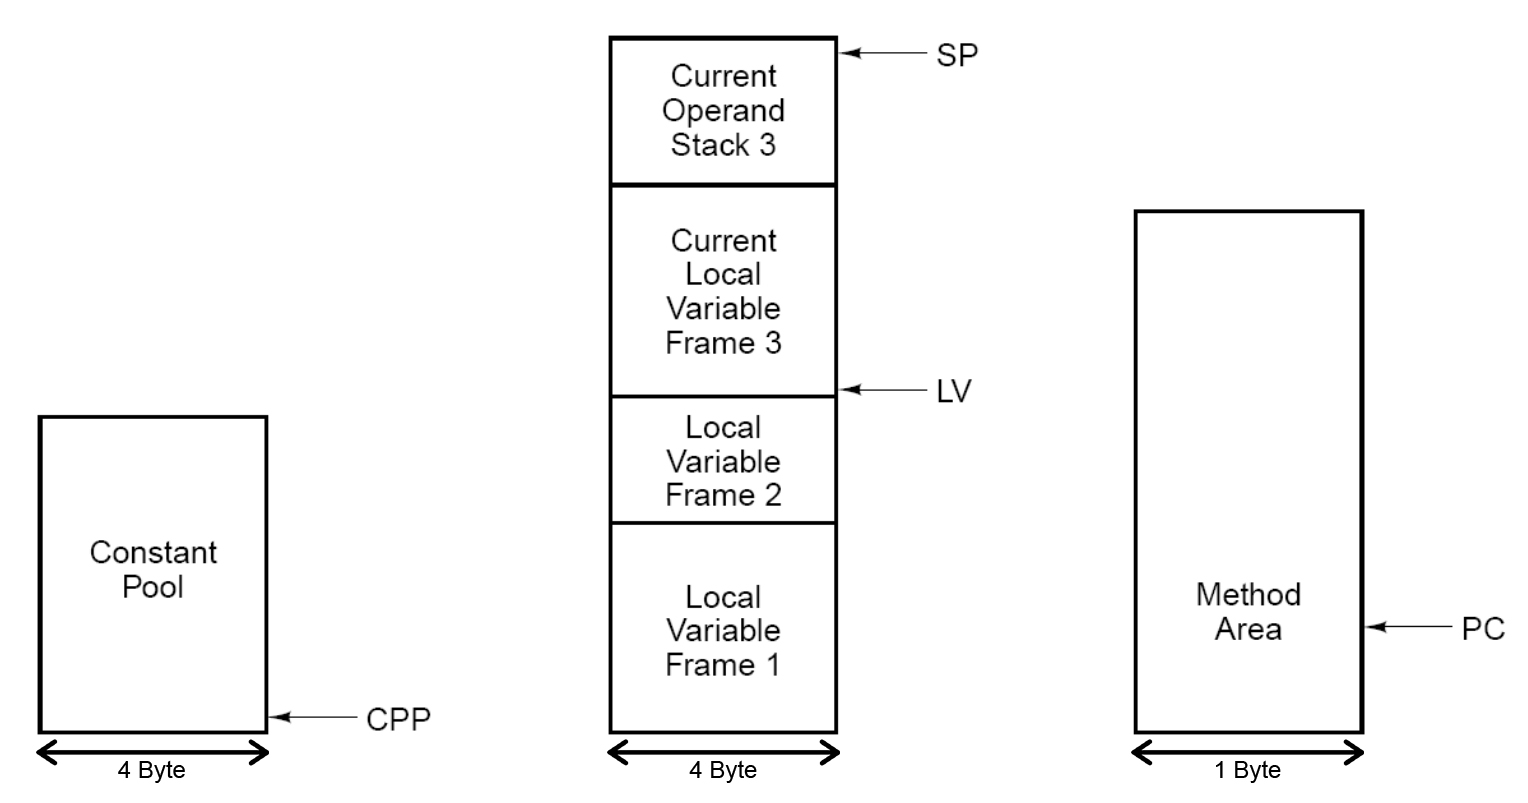 Constant
Pool
CPP
4 Byte
Current
Operand
Stack 3
SP
Current
Local
Variable
Frame 3
LV
Local
Variable
Frame 2
Local
Variable
Frame 1
4 Byte
Method
Area
PC
1 Byte